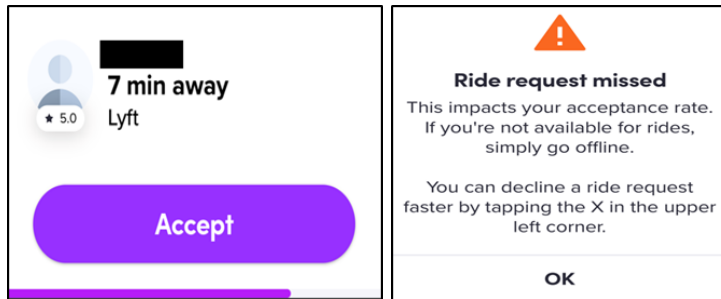 7 min away
★ 5.0
Lyft
Accept
Ride request missed
This impacts your acceptance rate.
If you're not available for rides,
simply go offline.
You can decline a ride request
faster by tapping the X in the upper
left corner.
OK